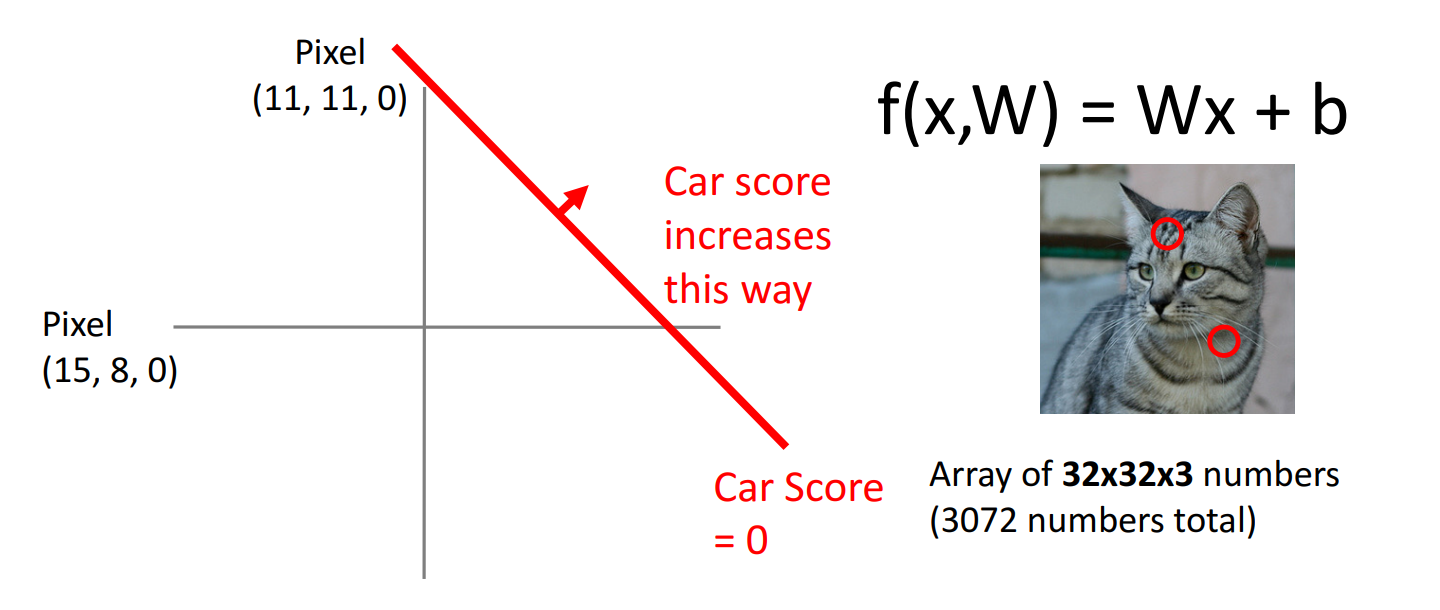 Pixel
(11, 11, 0)
f(x,W) = Wx + b
Car score
increases
this way
Pixel
(15, 8, 0)
Car Score
= 0
Array of 32x32x3 numbers
(3072 numbers total)